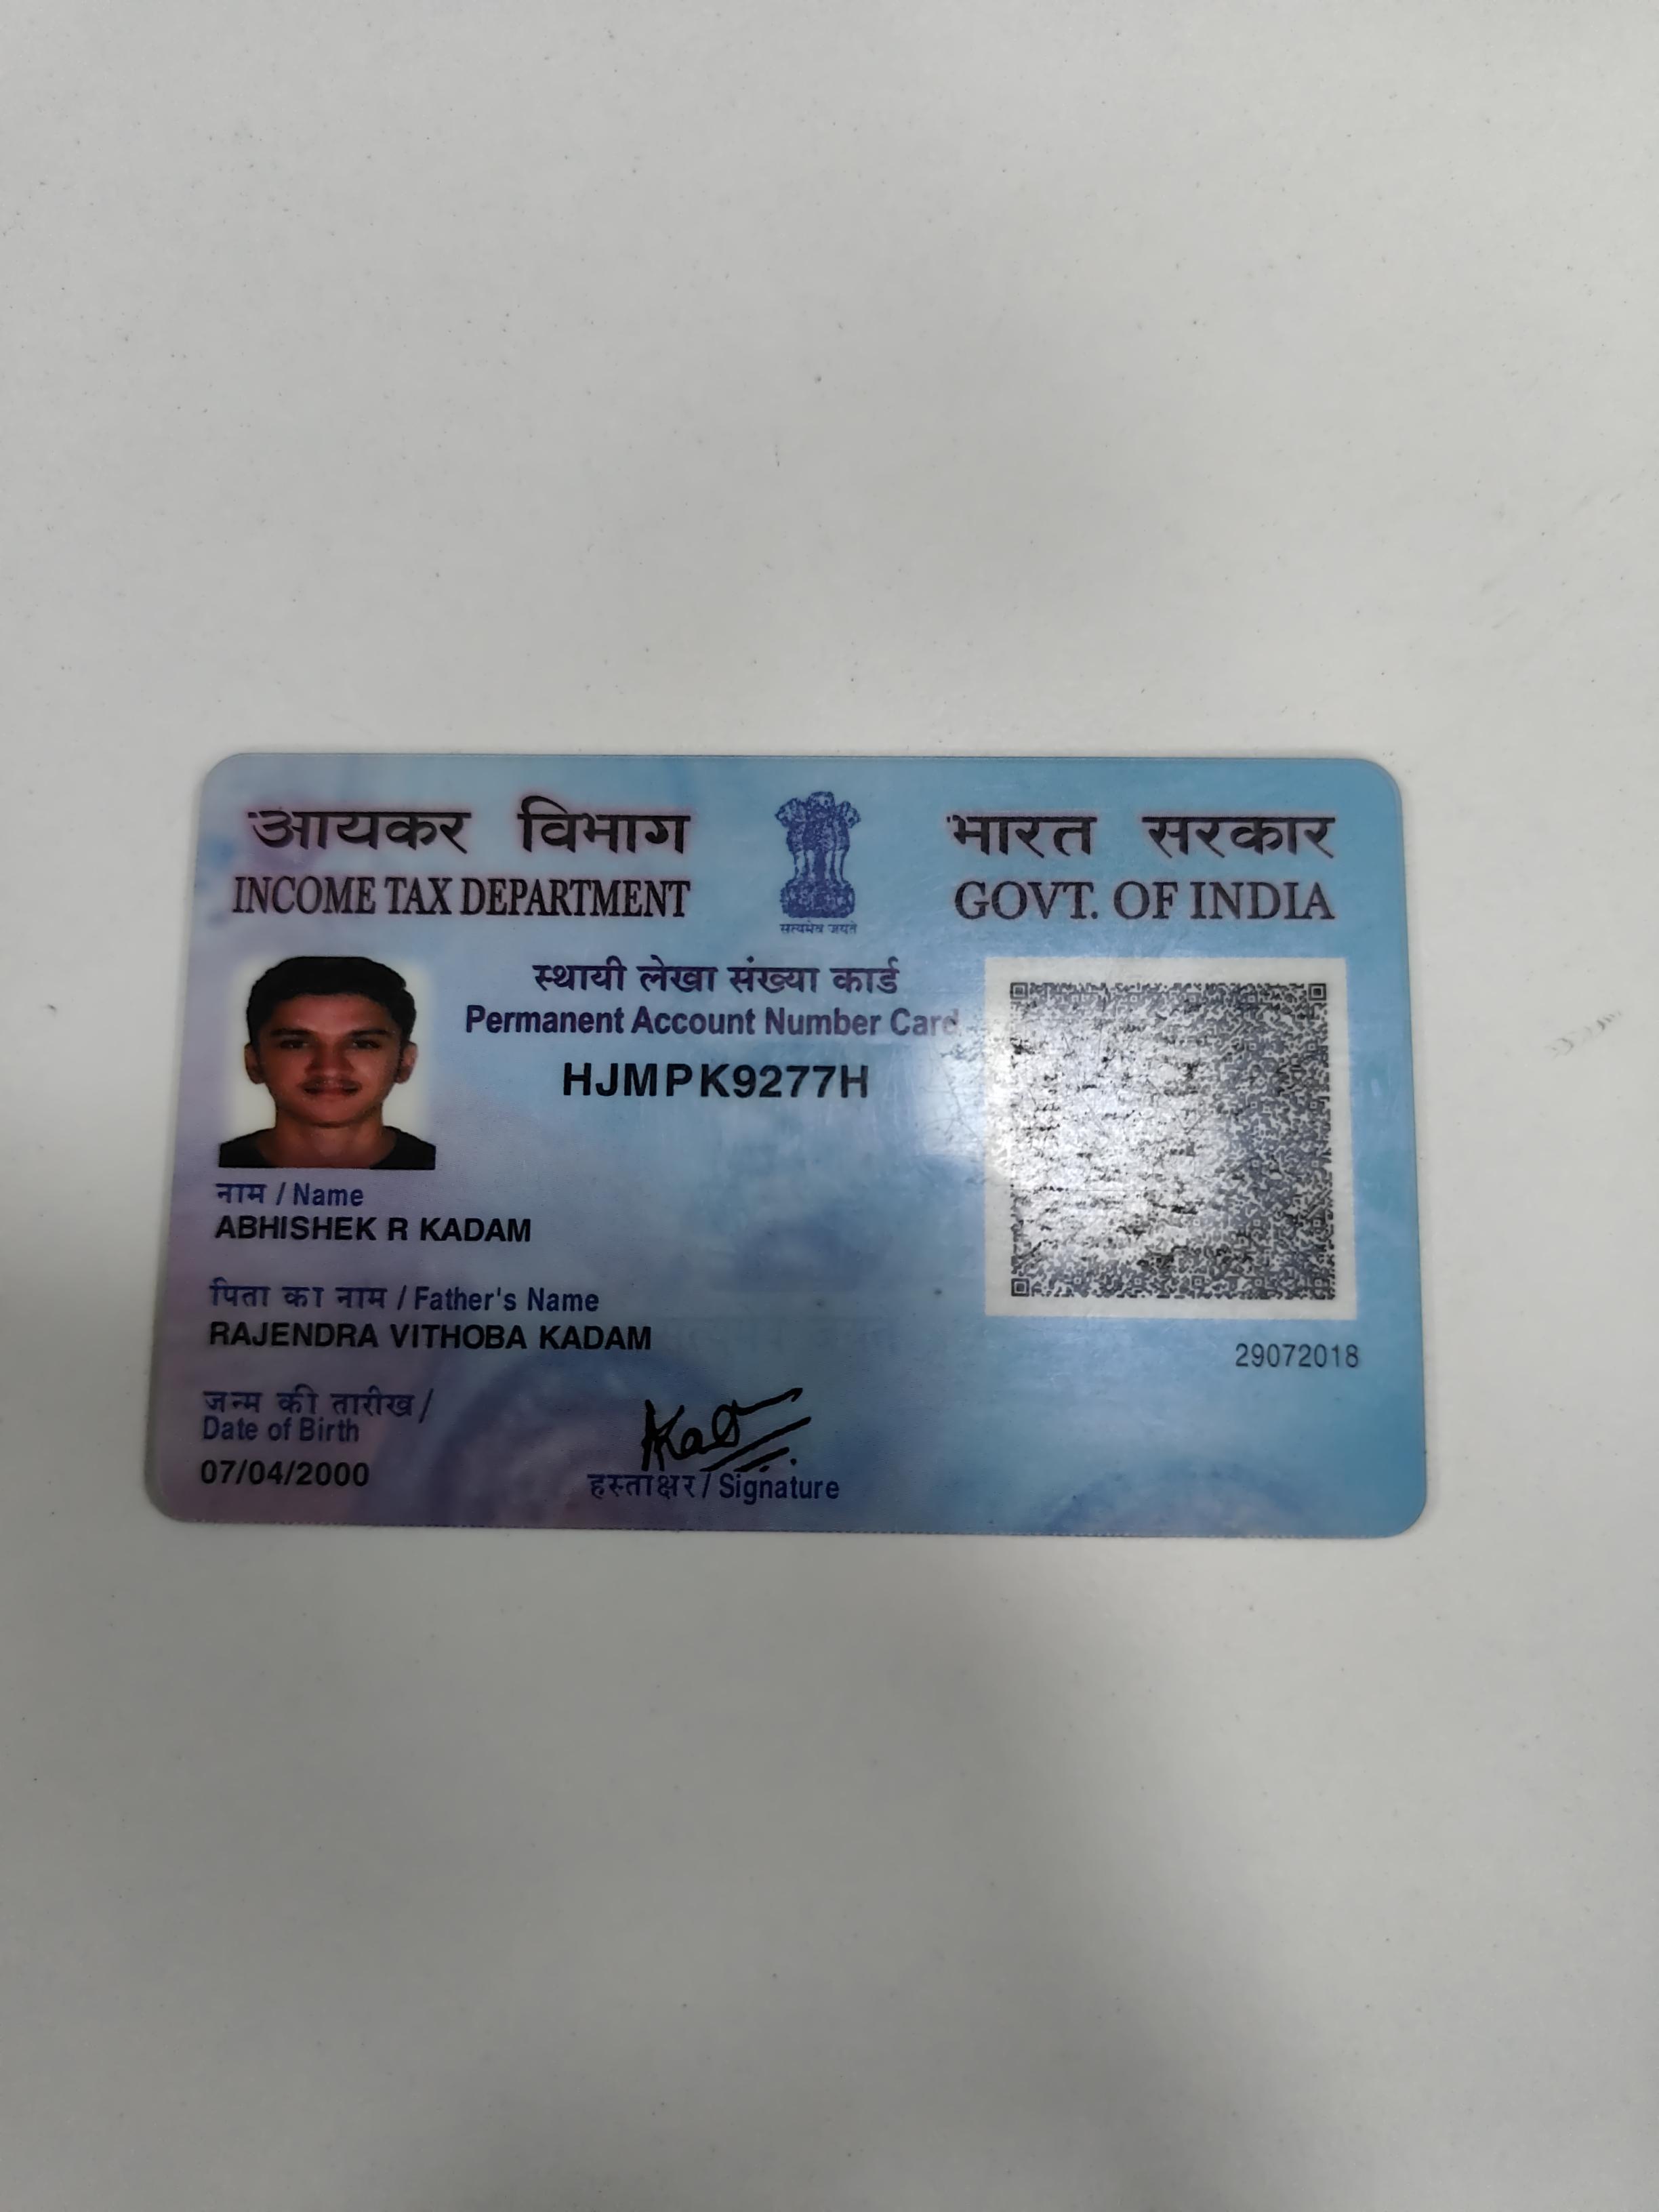 आयकर विभाग
INCOME TAX DEPARTMENT
सत्यमेव जयते
भारत सरकार
GOVT. OF INDIA
स्थायी लेखा संख्या कार्ड
Permanent Account Number Card
HJMPK9277H
नाम / Name
ABHISHEK R KADAM
पिता का नाम / Father's Name
RAJENDRA VITHOBA KADAM
29072018
जन्म की तारीख /
Date of Birth
07/04/2000
हस्ताक्षर / Signature